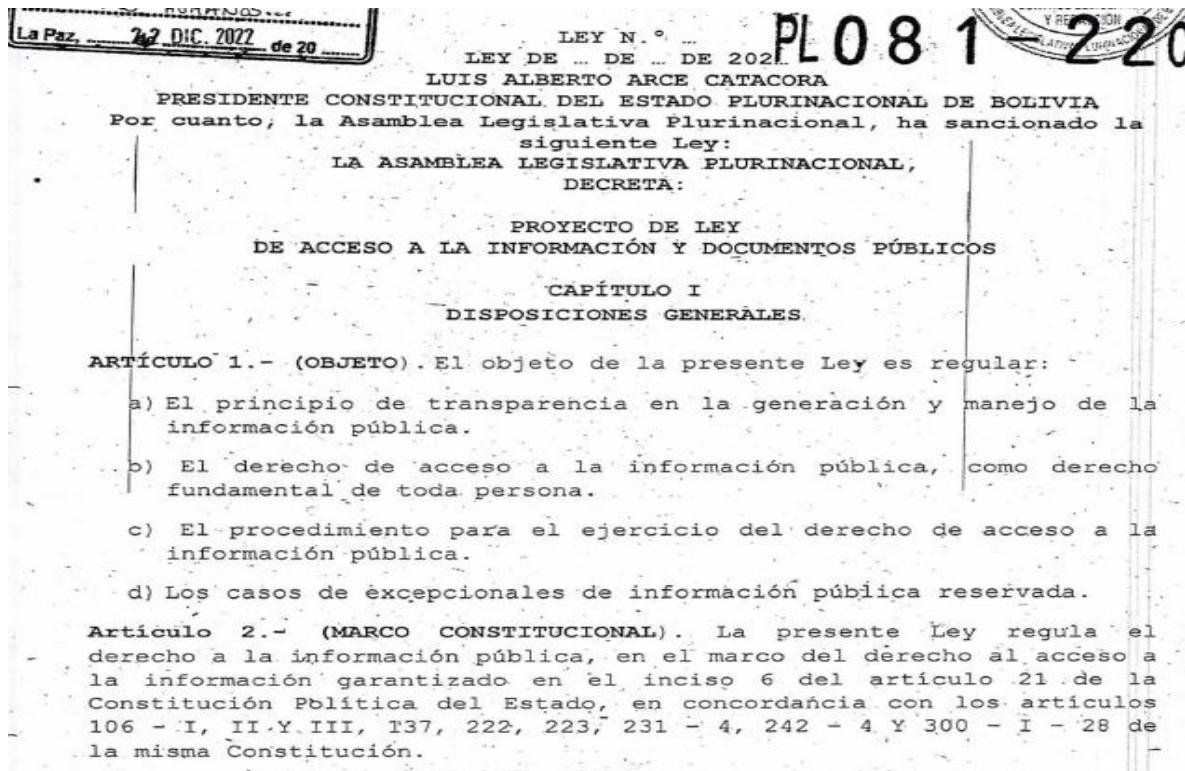 HUMANOS
La Paz, 22 DIC. 2022 de 20
Y REVISIÓN
PL 081-220
LEY N.° …
LEY DE … DE … DE 202
LUIS ALBERTO ARCE CATACORA
PRESIDENTE CONSTITUCIONAL DEL ESTADO PLURINACIONAL DE BOLIVIA
Por cuanto, la Asamblea Legislativa Plurinacional, ha sancionado la
siguiente Ley:
LA ASAMBLEA LEGISLATIVA PLURINACIONAL,
DECRETA:
PROYECTO DE LEY
DE ACCESO A LA INFORMACIÓN Y DOCUMENTOS PÚBLICOS
CAPÍTULO I
DISPOSICIONES GENERALES
ARTÍCULO 1.- (OBJETO). El objeto de la presente Ley es regular:
a) El principio de transparencia en la generación y manejo de la
información pública.
b) El derecho de acceso a la información pública, como derecho
fundamental de toda persona.
c) El procedimiento para el ejercicio del derecho de acceso a la
información pública.
d) Los casos de excepcionales de información pública reservada.
Artículo 2.- (MARCO CONSTITUCIONAL). La presente Ley regula el
derecho a la información pública, en el marco del derecho al acceso a
la información garantizado en el inciso 6 del artículo 21 de la
Constitución Política del Estado, en concordancia con los artículos
106 - I, II Y III, 137, 222, 223, 231 - 4, 242 - 4 Y 300 - I - 28 de
la misma Constitución.